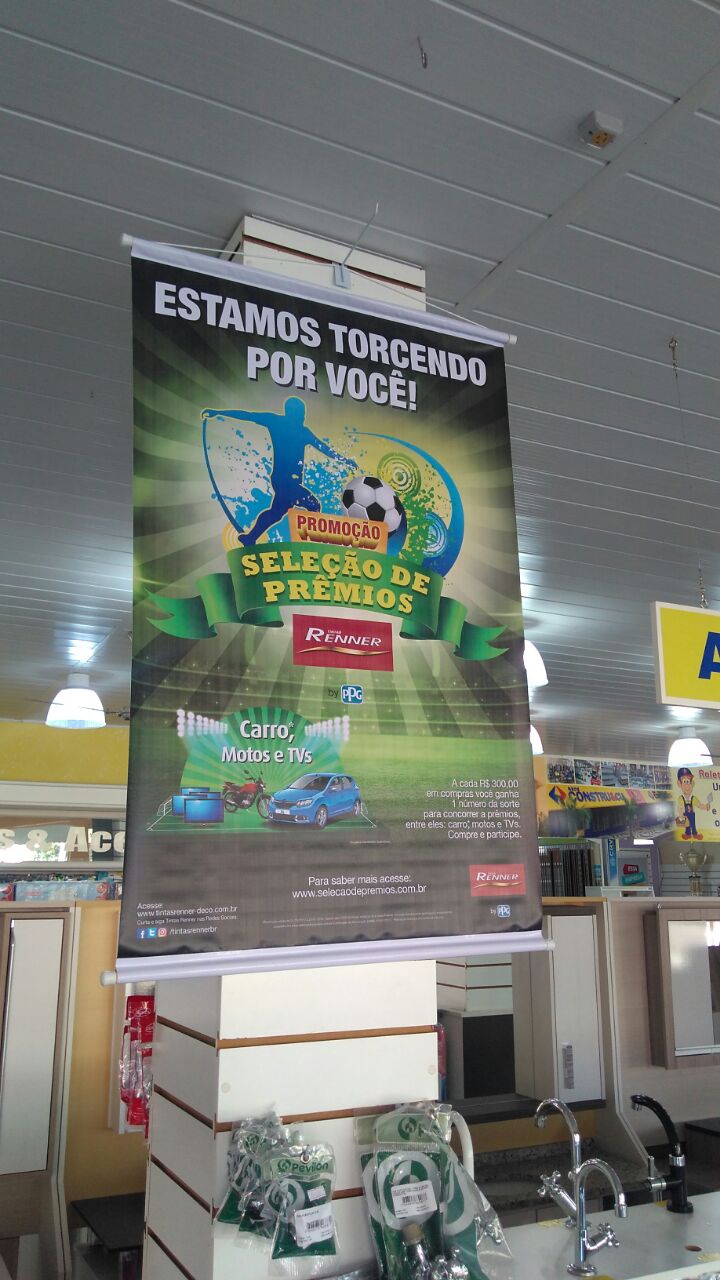 ESTAMOS TORCENDO
POR VOCÊ!
PROMOÇÃO
SELEÇÃO DE
PRÊMIOS
RENNER
by PPG
Carro*,
Motos e TVs
A cada R$ 300,00
em compras você ganha
1 número da sorte
para concorrer a prêmios,
entre eles: carro*, motos e TVs.
Compre e participe.
Para saber mais acesse:
www.selecaodepremios.com.br
Acesse:
www.tintasrenner-deco.com.br
Curta e siga Tintas Renner nas Redes Sociais.
/tintasrennerbr
RENNER
by PPG
A
s & Ac
CONSTRUA
Pevilon